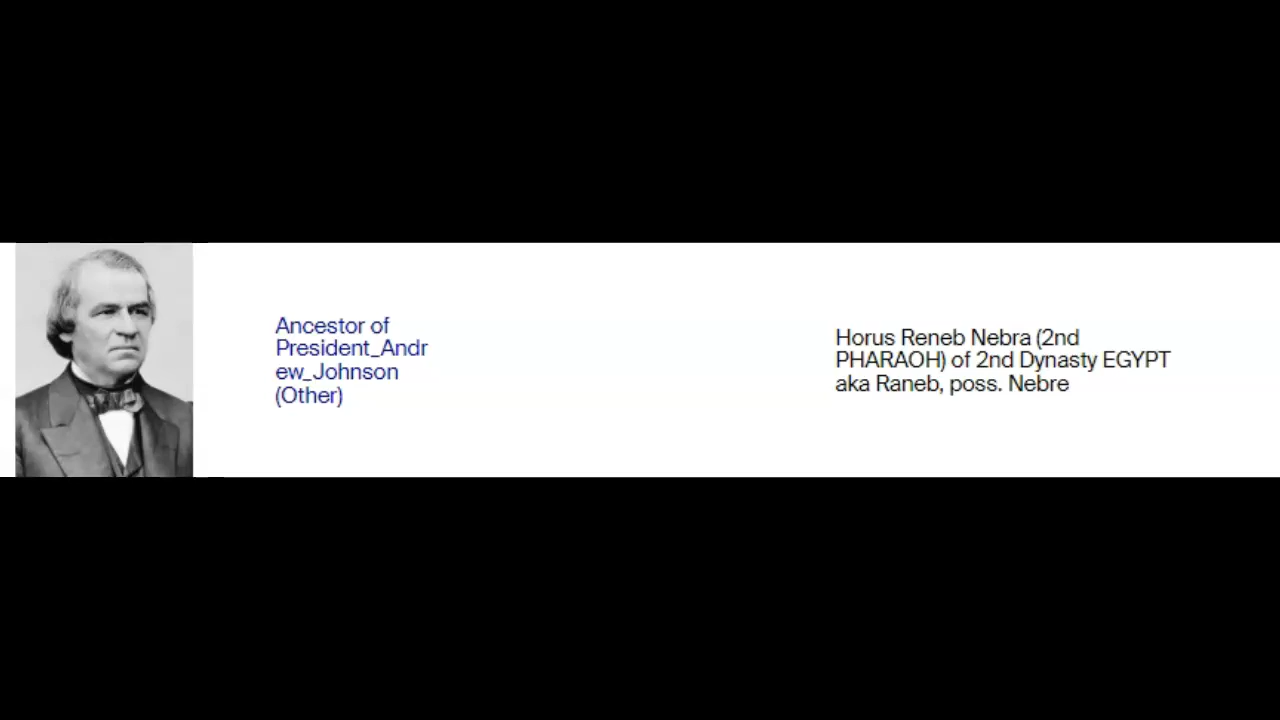 Ancestor of
President_Andr
ew_Johnson
(Other)
Horus Reneb Nebra (2nd
PHARAOH) of 2nd Dynasty EGYPT
aka Raneb, poss. Nebre